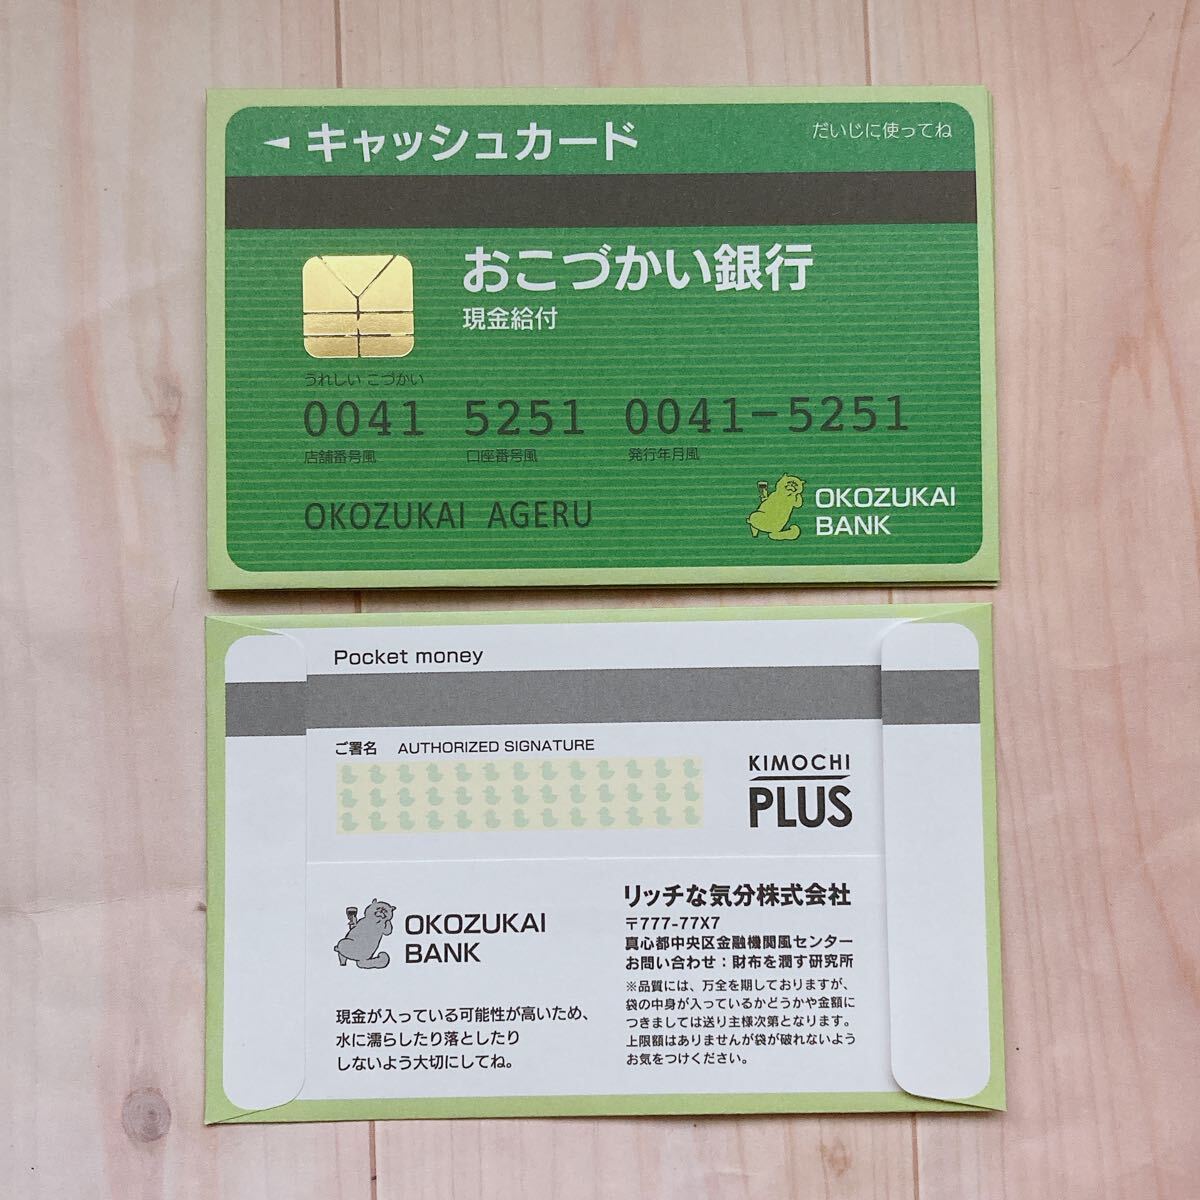 ◀ キャッシュカード
だいじに使ってね
おこづかい銀行
現金給付
うれしい こづかい
0041 5251 0041-5251
店舗番号風 口座番号風 発行年月風
OKOZUKAI AGERU
OKOZUKAI
BANK
Pocket money
ご署名 AUTHORIZED SIGNATURE
KIMOCHI
PLUS
OKOZUKAI
BANK
現金が入っている可能性が高いため、
水に濡らしたり落としたり
しないよう大切にしてね。
リッチな気分株式会社
〒777-77X7
真心都中央区金融機関風センター
お問い合わせ：財布を潤す研究所
※品質には、万全を期しておりますが、
袋の中身が入っているかどうかや金額に
つきましては送り主様次第となります。
上限額はありませんが袋が破れないよう
お気をつけください。